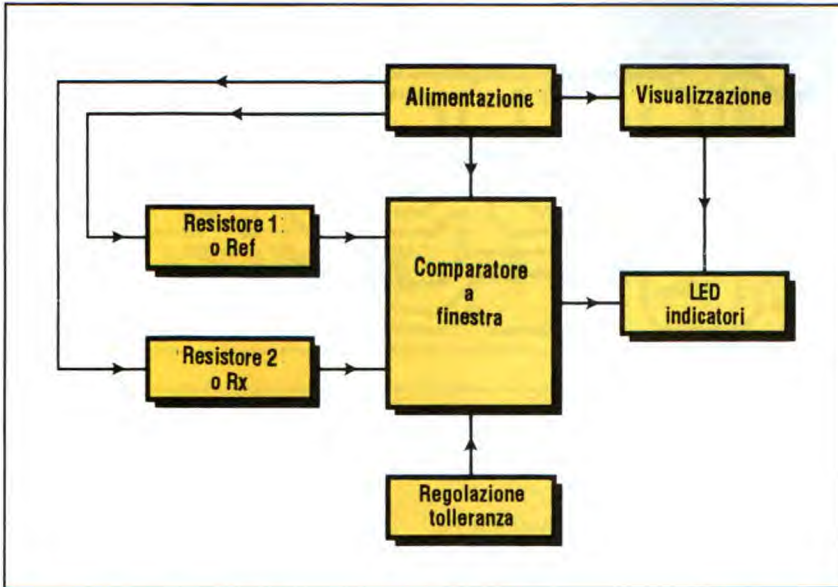 Alimentazione
Visualizzazione
Resistore 1
o Ref
Comparatore
a
finestra
LED
indicatori
Resistore 2
o Rx
Regolazione
tolleranza